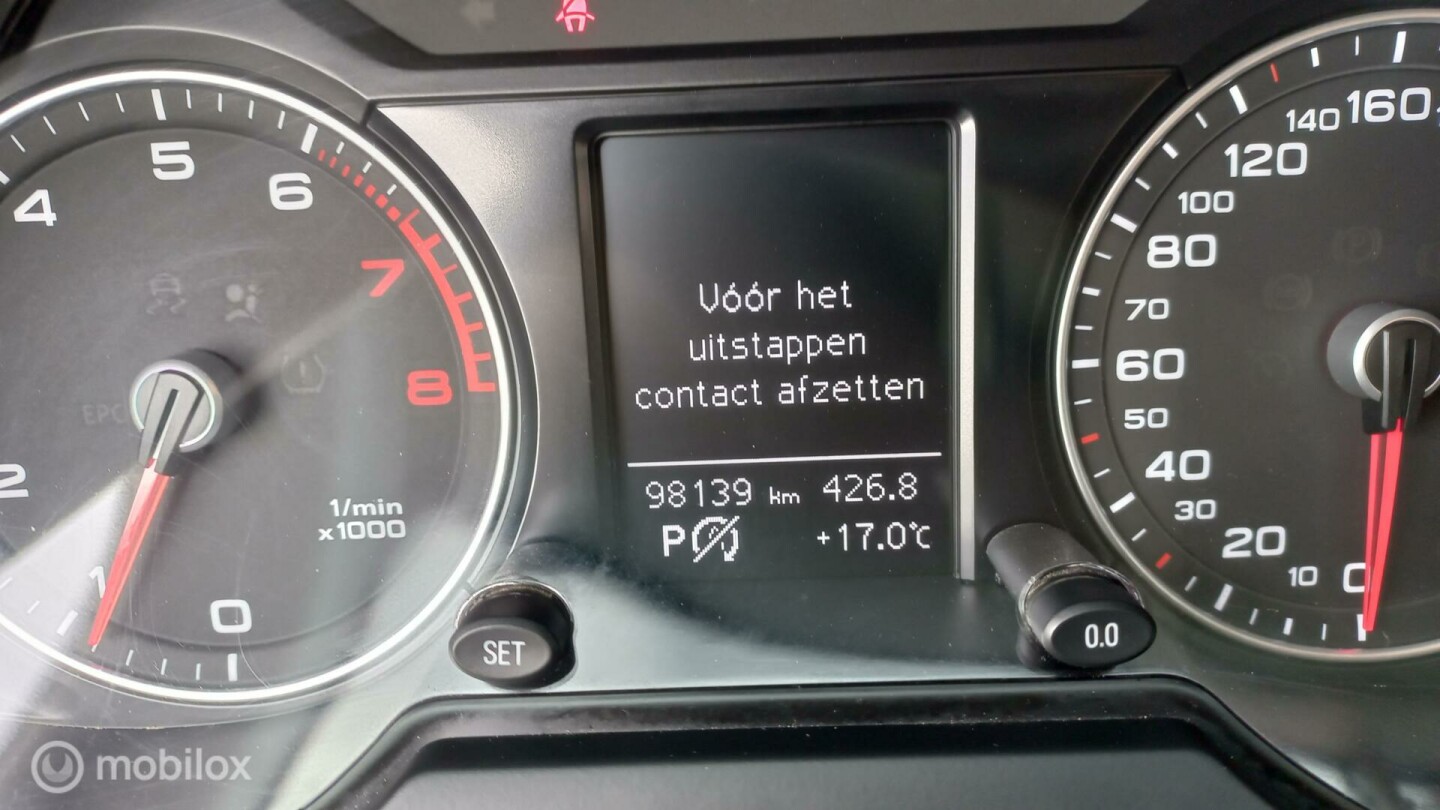 4
5
6
7
8
2
1
0
EPC
1/min
x1000
SET
Vóór het
uitstappen
contact afzetten
98139 km 426.8
P +17.0°C
160
140
120
100
80
70
60
50
40
30
20
10
0
P
0.0
mobilox